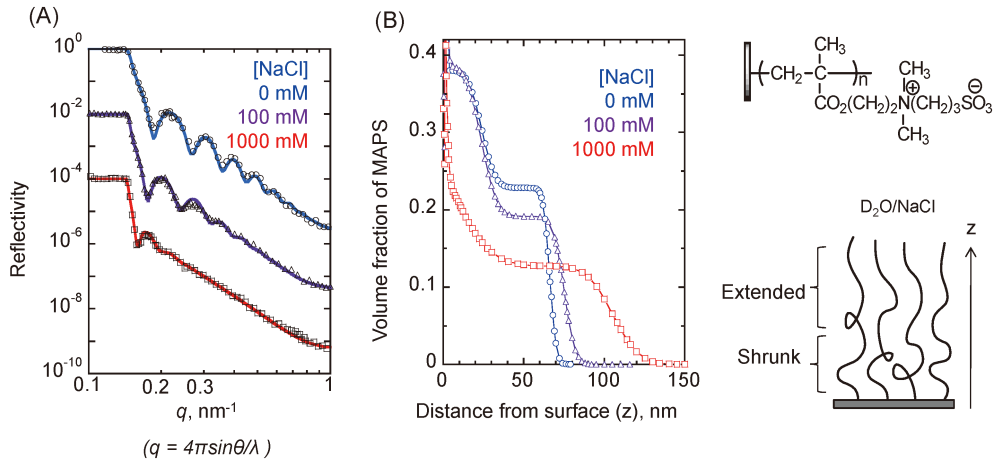 (A)
10⁰
10⁻²
10⁻⁴
10⁻⁶
10⁻⁸
10⁻¹⁰
Reflectivity
[NaCl]
0 mM
100 mM
1000 mM
0.1
0.2
0.3
1
q, nm⁻¹
(q = 4πsinθ/λ )
(B)
0.4
0.3
0.2
0.1
0
Volume fraction of MAPS
[NaCl]
0 mM
100 mM
1000 mM
0
50
100
150
Distance from surface (z), nm
CH₃
(CH₂ C)n
CO₂(CH₂)₂N(CH₂)₃SO₃
CH₃
⊕
⊖
CH₃
D₂O/NaCl
z
Extended
Shrunk